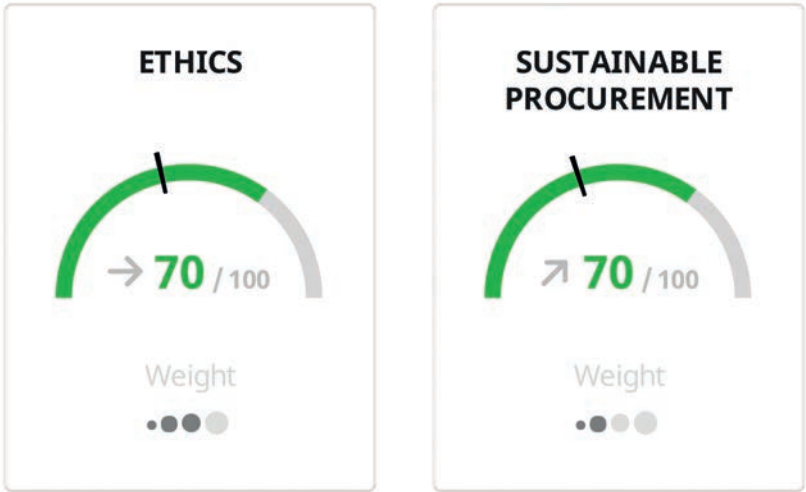 ETHICS
→ 70 / 100
Weight
SUSTAINABLE
PROCUREMENT
↗ 70 / 100
Weight